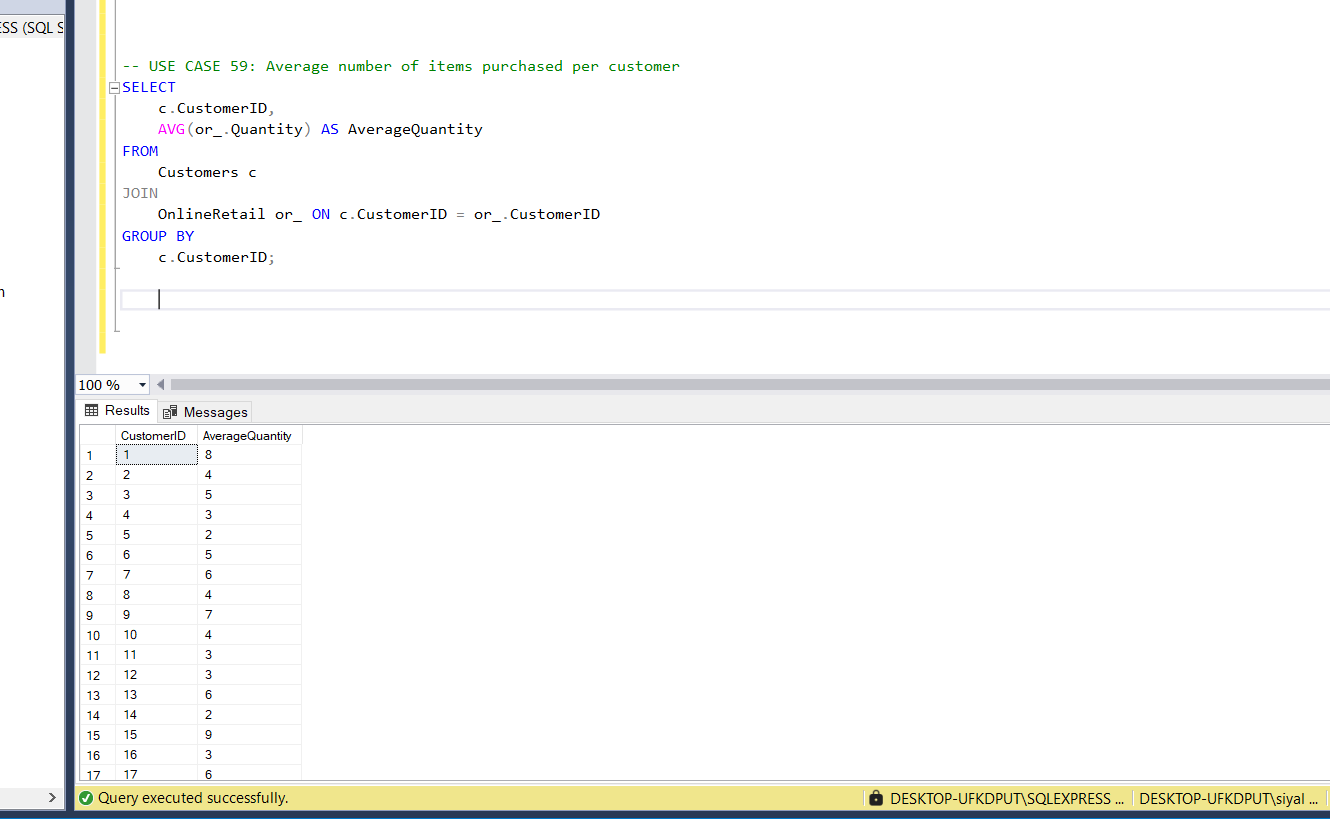 ESS (SQL S
-- USE CASE 59: Average number of items purchased per customer
SELECT
c.CustomerID,
AVG(or_.Quantity) AS AverageQuantity
FROM
Customers c
JOIN
OnlineRetail or_ ON c.CustomerID = or_.CustomerID
GROUP BY
c.CustomerID;
n
100 %
Results Messages
CustomerID AverageQuantity
1 1 8
2 2 4
3 3 5
4 4 3
5 5 2
6 6 5
7 7 6
8 8 4
9 9 7
10 10 4
11 11 3
12 12 3
13 13 6
14 14 2
15 15 9
16 16 3
17 17 6
Query executed successfully. DESKTOP-UFKDPUT\SQLEXPRESS ... DESKTOP-UFKDPUT\siyal ...